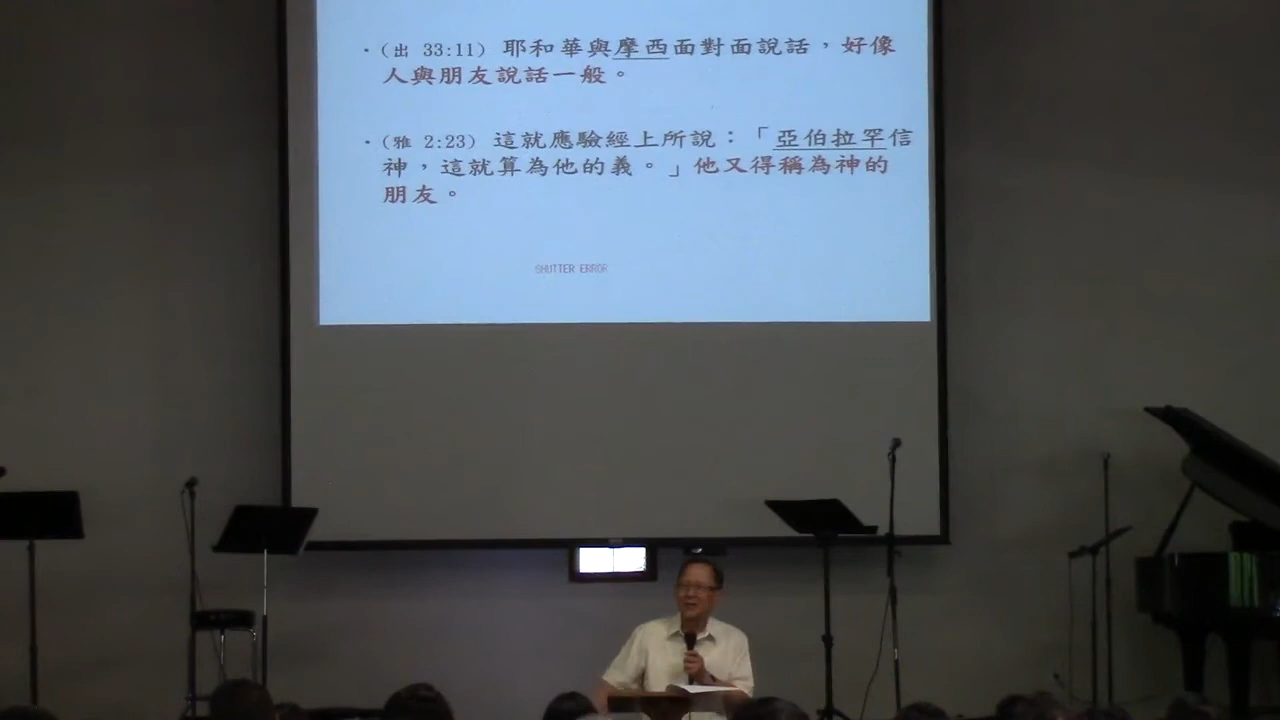 ·(出 33:11) 耶和華與摩西面對面說話，好像
人與朋友說話一般。
·(雅 2:23) 這就應驗經上所說：「亞伯拉罕信
神，這就算為他的義。」他又得稱為神的
朋友。
SHUTTER ERROR